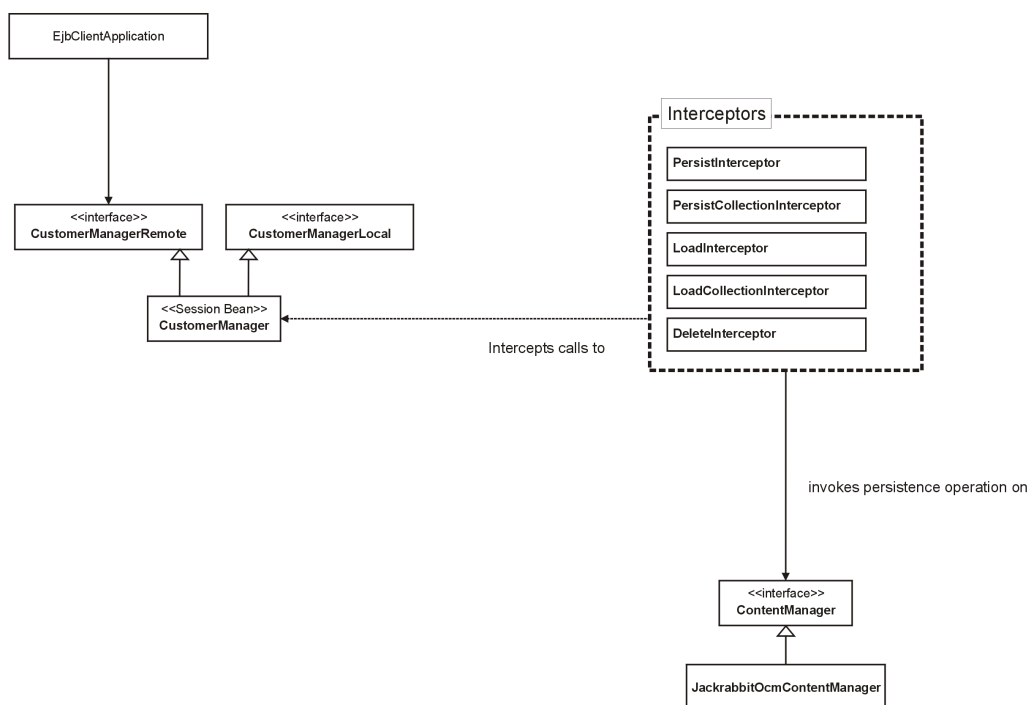 EjbClientApplication
Interceptors
PersistInterceptor
PersistCollectionInterceptor
LoadInterceptor
LoadCollectionInterceptor
DeleteInterceptor
<<interface>>
CustomerManagerRemote
<<interface>>
CustomerManagerLocal
<<Session Bean>>
CustomerManager
Intercepts calls to
invokes persistence operation on
<<interface>>
ContentManager
JackrabbitOcmContentManager